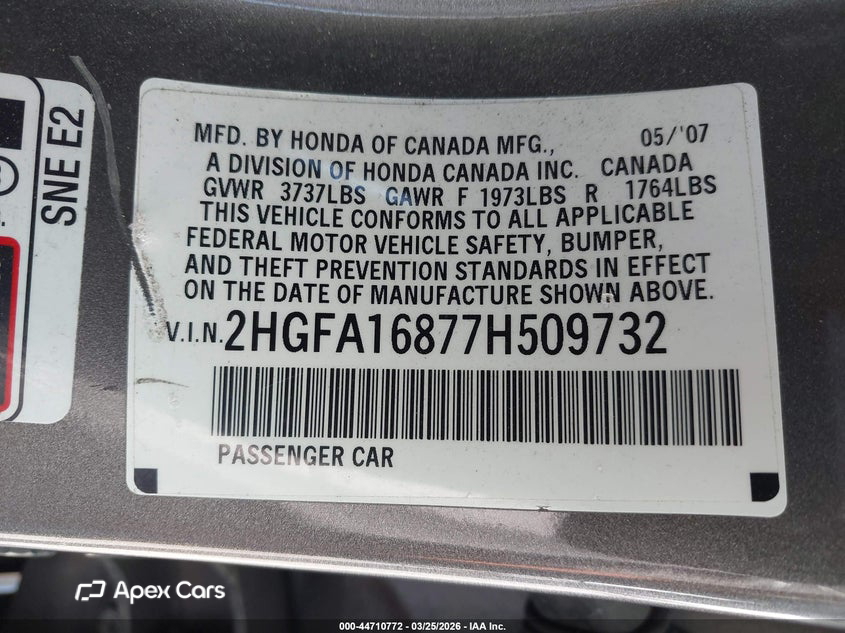 SNE E2
MFD. BY HONDA OF CANADA MFG., 05/'07
A DIVISION OF HONDA CANADA INC. CANADA
GVWR 3737LBS GAWR F 1973LBS R 1764LBS
THIS VEHICLE CONFORMS TO ALL APPLICABLE
FEDERAL MOTOR VEHICLE SAFETY, BUMPER,
AND THEFT PREVENTION STANDARDS IN EFFECT
ON THE DATE OF MANUFACTURE SHOWN ABOVE.
V.I.N. 2HGFA16877H509732
PASSENGER CAR
Apex Cars
000-44710772 - 03/25/2026 - IAA Inc.